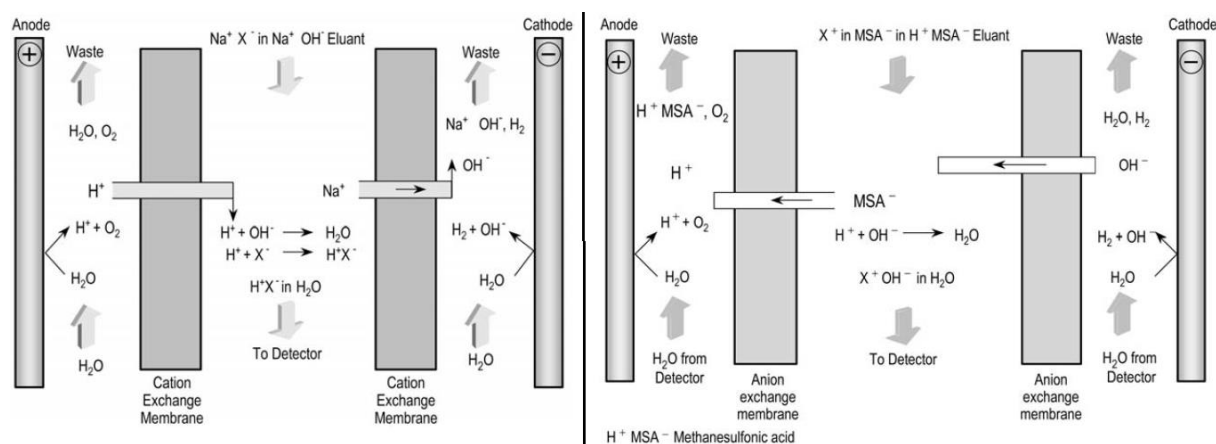 Anode
Cathode
Waste
Na⁺ X⁻ in Na⁺ OH⁻ Eluant
Waste
+
−
H₂O, O₂
Na⁺ OH⁻, H₂
OH⁻
H⁺
Na⁺
H⁺ + O₂
H⁺ + OH⁻ → H₂O
H₂ + OH⁻
H⁺ + X⁻ → H⁺X⁻
H₂O
H₂O
H⁺X⁻ in H₂O
To Detector
H₂O
H₂O
Cation
Exchange
Membrane
Cation
Exchange
Membrane
Anode
Cathode
Waste
X⁺ in MSA⁻ in H⁺ MSA⁻ Eluant
Waste
+
−
H⁺ MSA⁻, O₂
H₂O, H₂
OH⁻
H⁺
MSA⁻
H⁺ + O₂
H⁺ + OH⁻ → H₂O
H₂ + OH⁻
H₂O
X⁺ OH⁻ in H₂O
H₂O
H₂O from
Detector
To Detector
H₂O from
Detector
Anion
exchange
membrane
Anion
exchange
membrane
H⁺ MSA⁻ Methanesulfonic acid